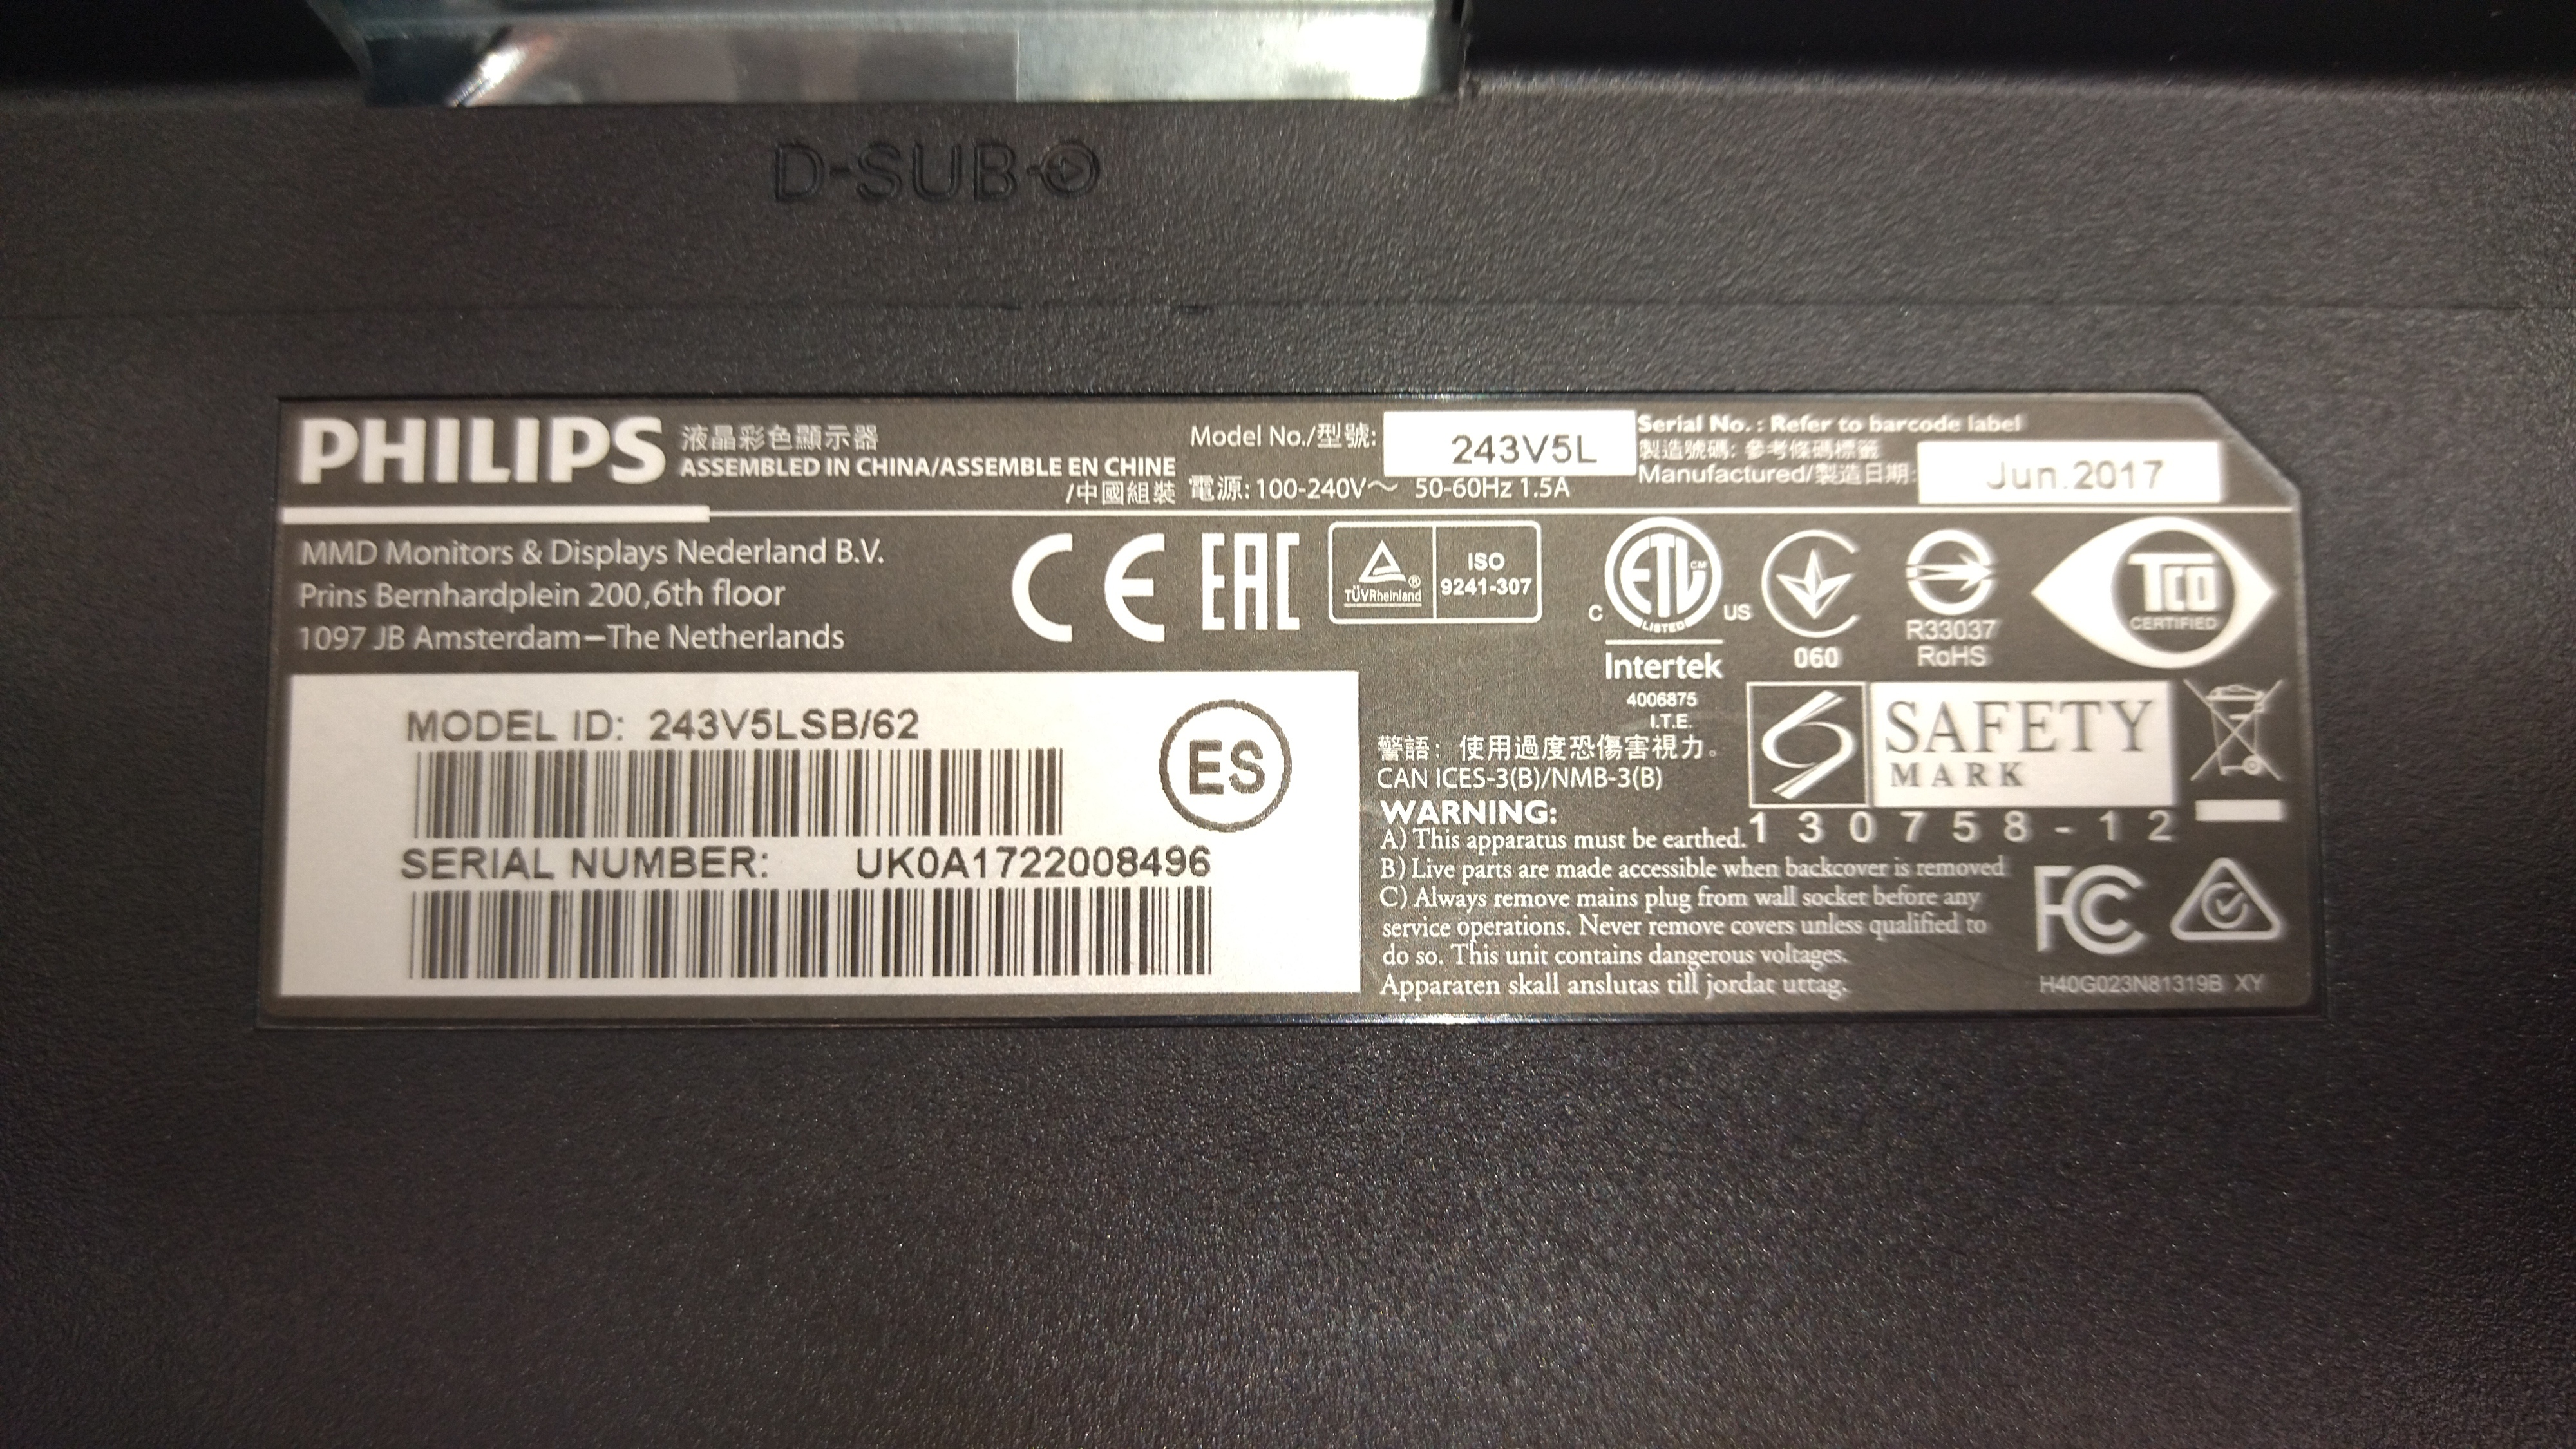 D-SUB
PHILIPS
液晶彩色顯示器
ASSEMBLED IN CHINA/ASSEMBLE EN CHINE
/中國組裝
Model No./型號: 243V5L
電源: 100-240V～ 50-60Hz 1.5A
Serial No. : Refer to barcode label
製造號碼: 參考條碼標籤
Manufactured/製造日期: Jun.2017
MMD Monitors & Displays Nederland B.V.
Prins Bernhardplein 200,6th floor
1097 JB Amsterdam–The Netherlands
CE
EAC
TÜVRheinland®
ISO
9241-307
ETL CM
LISTED
C US
Intertek
4006875
I.T.E.
060
R33037
RoHS
TCO
CERTIFIED
MODEL ID: 243V5LSB/62
ES
SERIAL NUMBER: UK0A1722008496
警語: 使用過度恐傷害視力。
CAN ICES-3(B)/NMB-3(B)
WARNING:
A) This apparatus must be earthed.
B) Live parts are made accessible when backcover is removed
C) Always remove mains plug from wall socket before any
service operations. Never remove covers unless qualified to
do so. This unit contains dangerous voltages.
Apparaten skall anslutas till jordat uttag.
SAFETY
MARK
130758-12
FC
H40G023N81319B XY